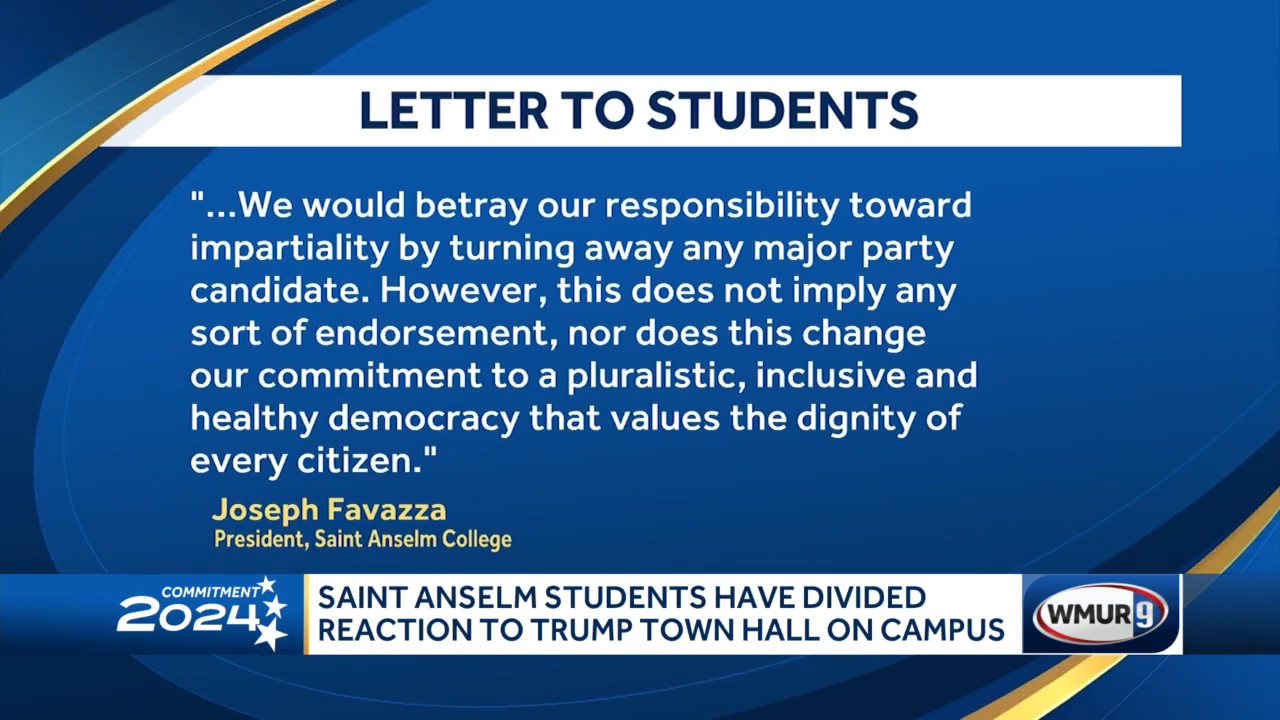 LETTER TO STUDENTS
"...We would betray our responsibility toward
impartiality by turning away any major party
candidate. However, this does not imply any
sort of endorsement, nor does this change
our commitment to a pluralistic, inclusive and
healthy democracy that values the dignity of
every citizen."
Joseph Favazza
President, Saint Anselm College
COMMITMENT
2024
SAINT ANSELM STUDENTS HAVE DIVIDED
REACTION TO TRUMP TOWN HALL ON CAMPUS
WMUR 9